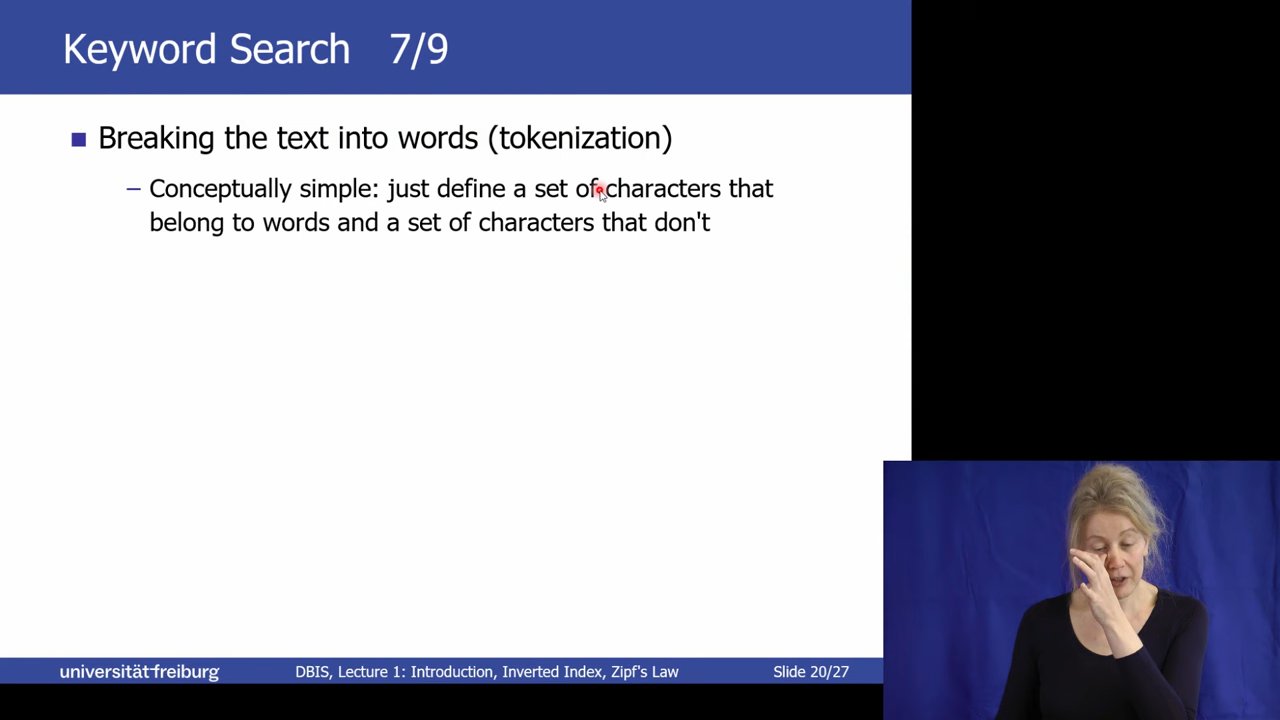 Keyword Search 7/9
Breaking the text into words (tokenization)
– Conceptually simple: just define a set of characters that
belong to words and a set of characters that don't
universität freiburg
DBIS, Lecture 1: Introduction, Inverted Index, Zipf's Law
Slide 20/27